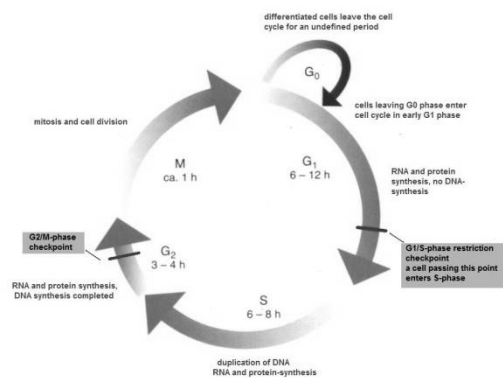 differentiated cells leave the cell
cycle for an undefined period
G0
cells leaving G0 phase enter
cell cycle in early G1 phase
mitosis and cell division
M
ca. 1 h
G1
6 – 12 h
RNA and protein
synthesis, no DNA-
synthesis
G2/M-phase
checkpoint
G2
3 – 4 h
G1/S-phase restriction
checkpoint
a cell passing this point
enters S-phase
RNA and protein synthesis,
DNA synthesis completed
S
6 – 8 h
duplication of DNA
RNA and protein-synthesis